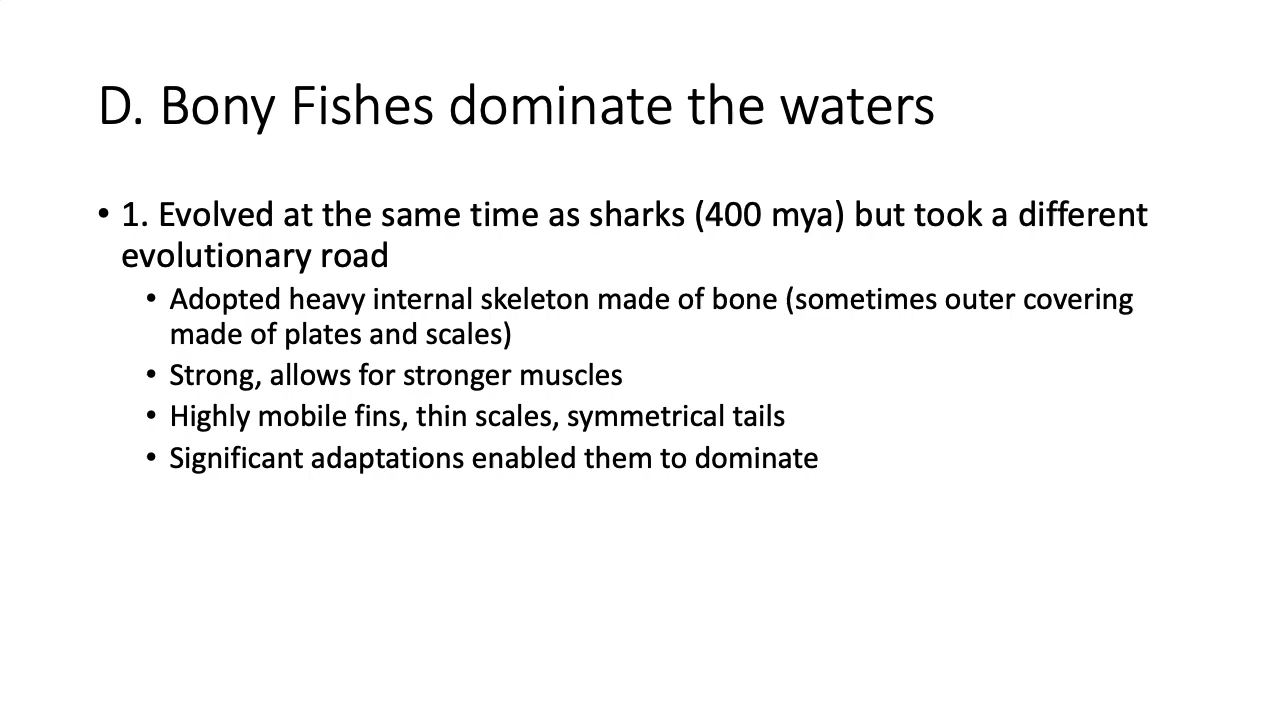 D. Bony Fishes dominate the waters
• 1. Evolved at the same time as sharks (400 mya) but took a different
evolutionary road
• Adopted heavy internal skeleton made of bone (sometimes outer covering
made of plates and scales)
• Strong, allows for stronger muscles
• Highly mobile fins, thin scales, symmetrical tails
• Significant adaptations enabled them to dominate